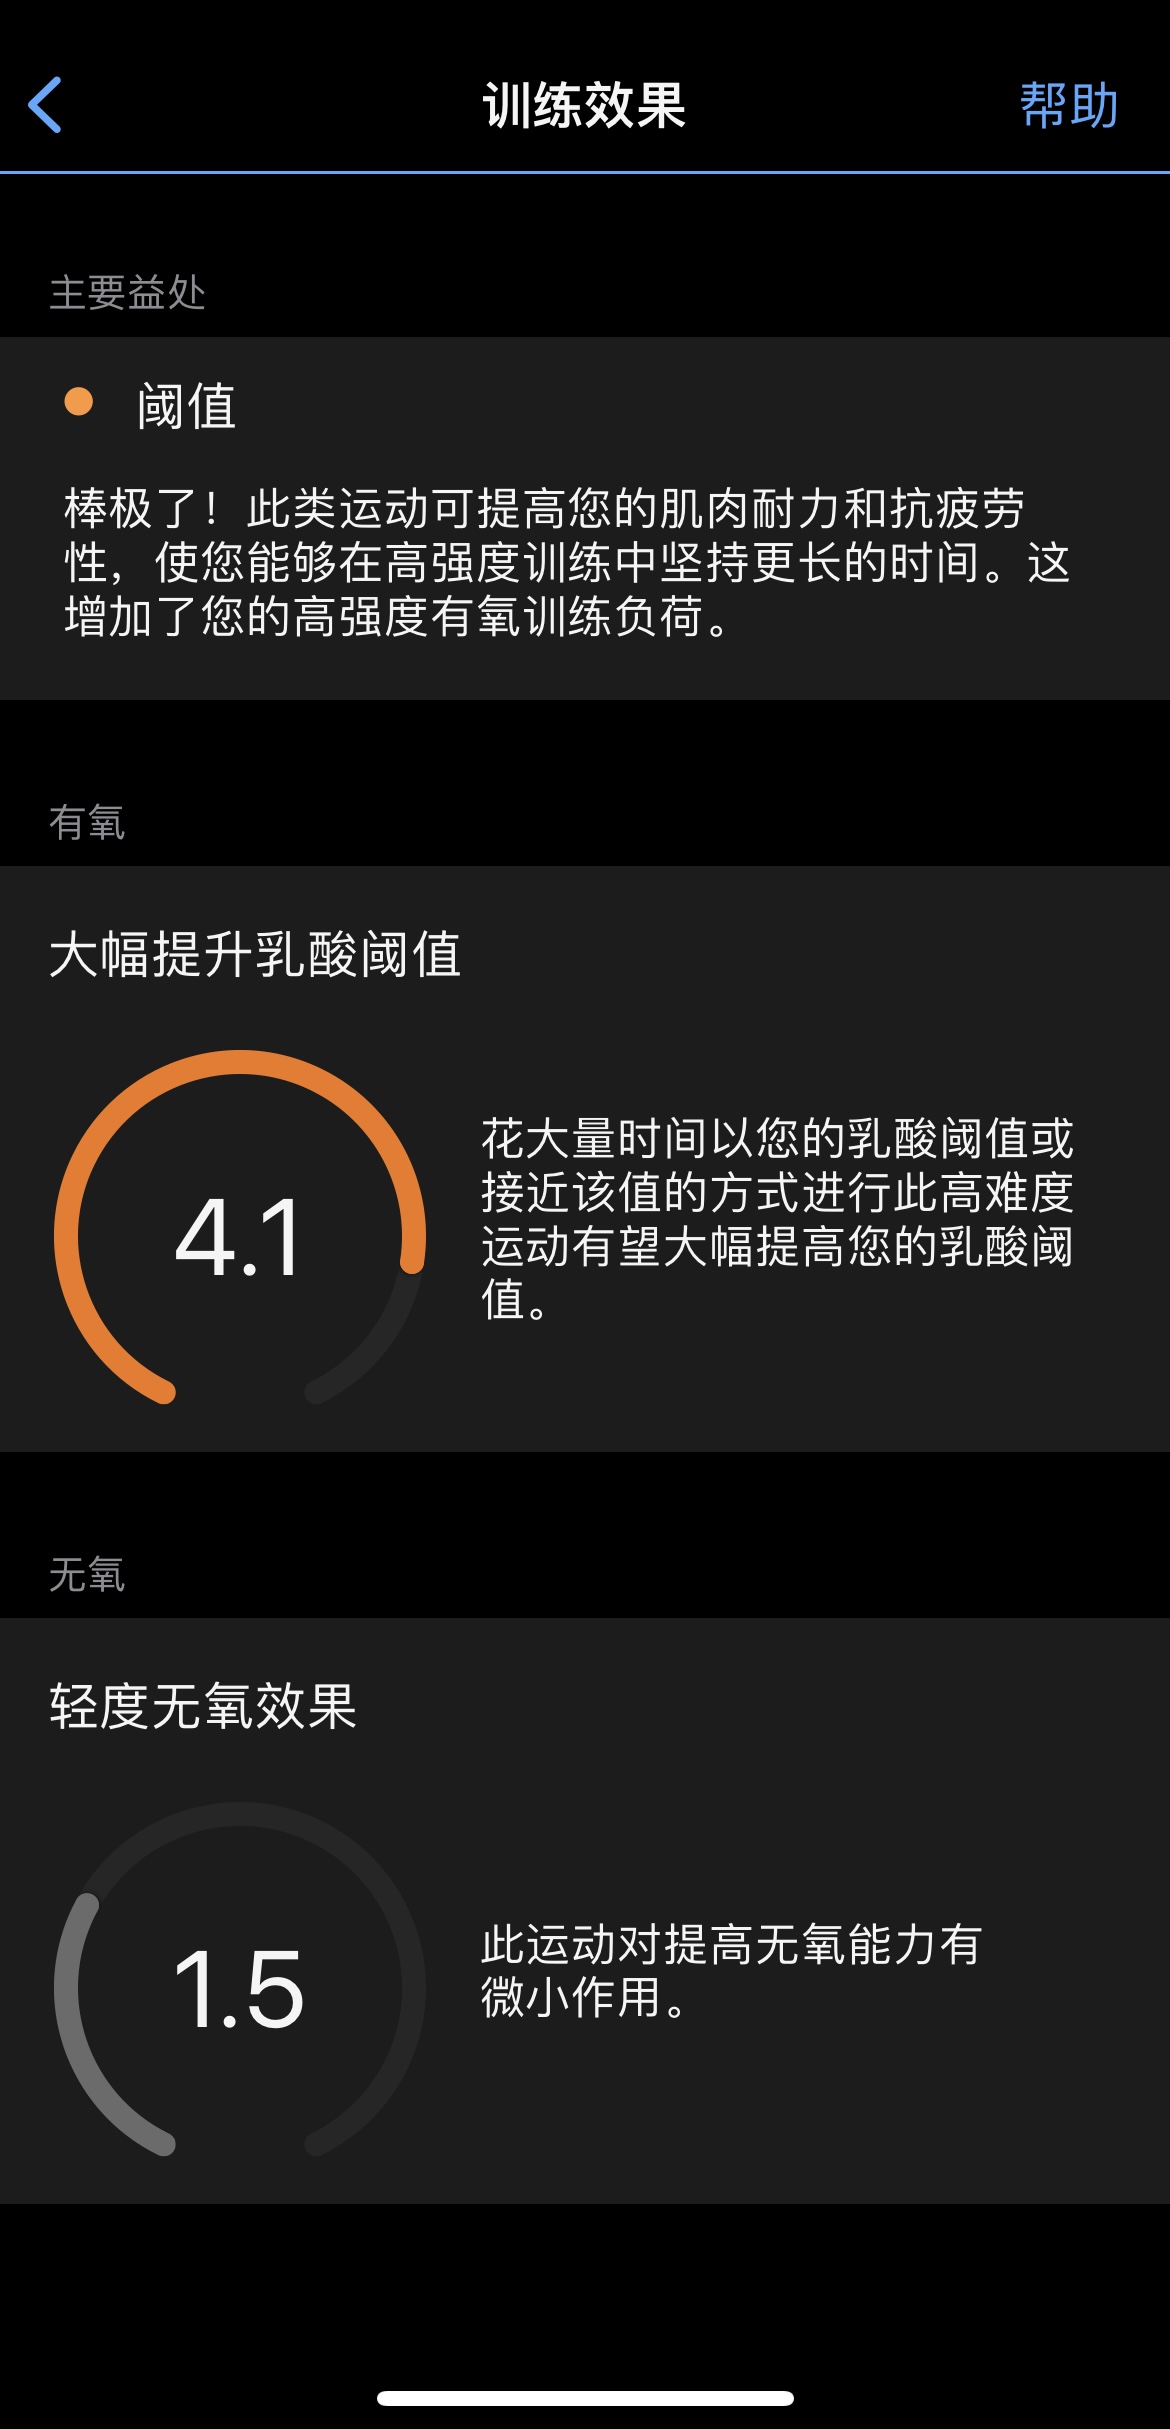 训练效果
帮助
主要益处
阈值
棒极了！此类运动可提高您的肌肉耐力和抗疲劳
性，使您能够在高强度训练中坚持更长的时间。这
增加了您的高强度有氧训练负荷。
有氧
大幅提升乳酸阈值
4.1
花大量时间以您的乳酸阈值或
接近该值的方式进行此高难度
运动有望大幅提高您的乳酸阈
值。
无氧
轻度无氧效果
1.5
此运动对提高无氧能力有
微小作用。